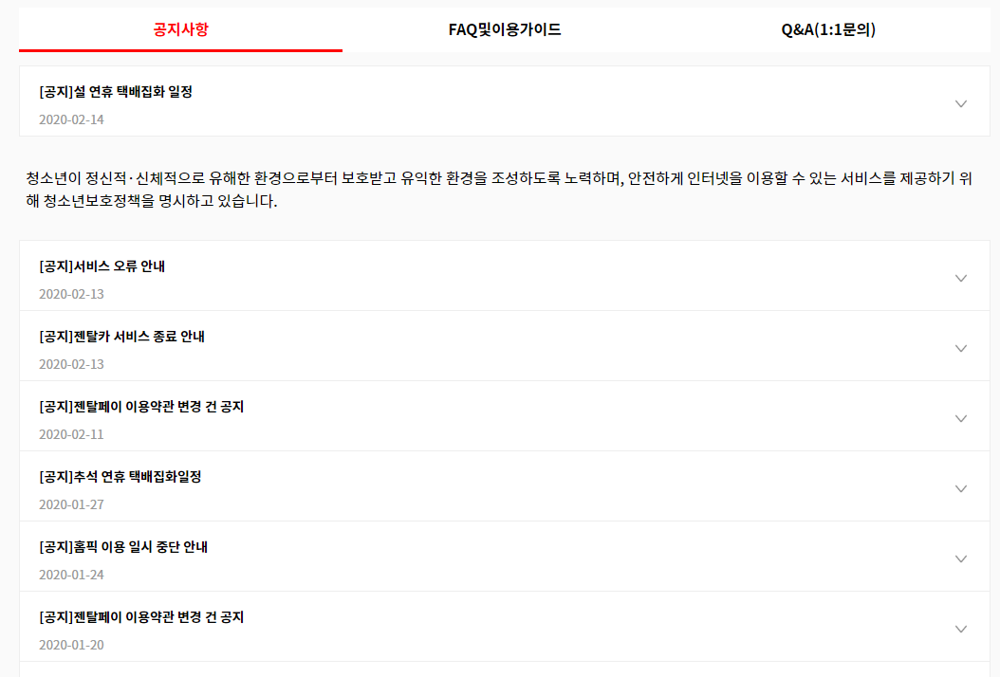 공지사항
FAQ및이용가이드
Q&A(1:1문의)
[공지]설 연휴 택배집화 일정
2020-02-14
청소년이 정신적·신체적으로 유해한 환경으로부터 보호받고 유익한 환경을 조성하도록 노력하며, 안전하게 인터넷을 이용할 수 있는 서비스를 제공하기 위
해 청소년보호정책을 명시하고 있습니다.
[공지]서비스 오류 안내
2020-02-13
[공지]젠탈카 서비스 종료 안내
2020-02-13
[공지]젠탈페이 이용약관 변경 건 공지
2020-02-11
[공지]추석 연휴 택배집화일정
2020-01-27
[공지]홈픽 이용 일시 중단 안내
2020-01-24
[공지]젠탈페이 이용약관 변경 건 공지
2020-01-20